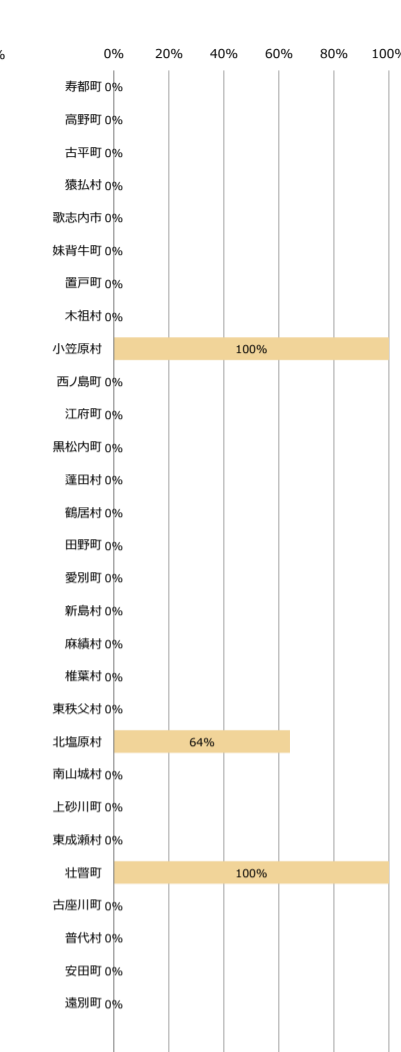 %
0% 20% 40% 60% 80% 100%
寿都町 0%
高野町 0%
古平町 0%
猿払村 0%
歌志内市 0%
妹背牛町 0%
置戸町 0%
木祖村 0%
小笠原村 100%
西ノ島町 0%
江府町 0%
黒松内町 0%
蓬田村 0%
鶴居村 0%
田野町 0%
愛別町 0%
新島村 0%
麻績村 0%
椎葉村 0%
東秩父村 0%
北塩原村 64%
南山城村 0%
上砂川町 0%
東成瀬村 0%
壮瞥町 100%
古座川町 0%
普代村 0%
安田町 0%
遠別町 0%